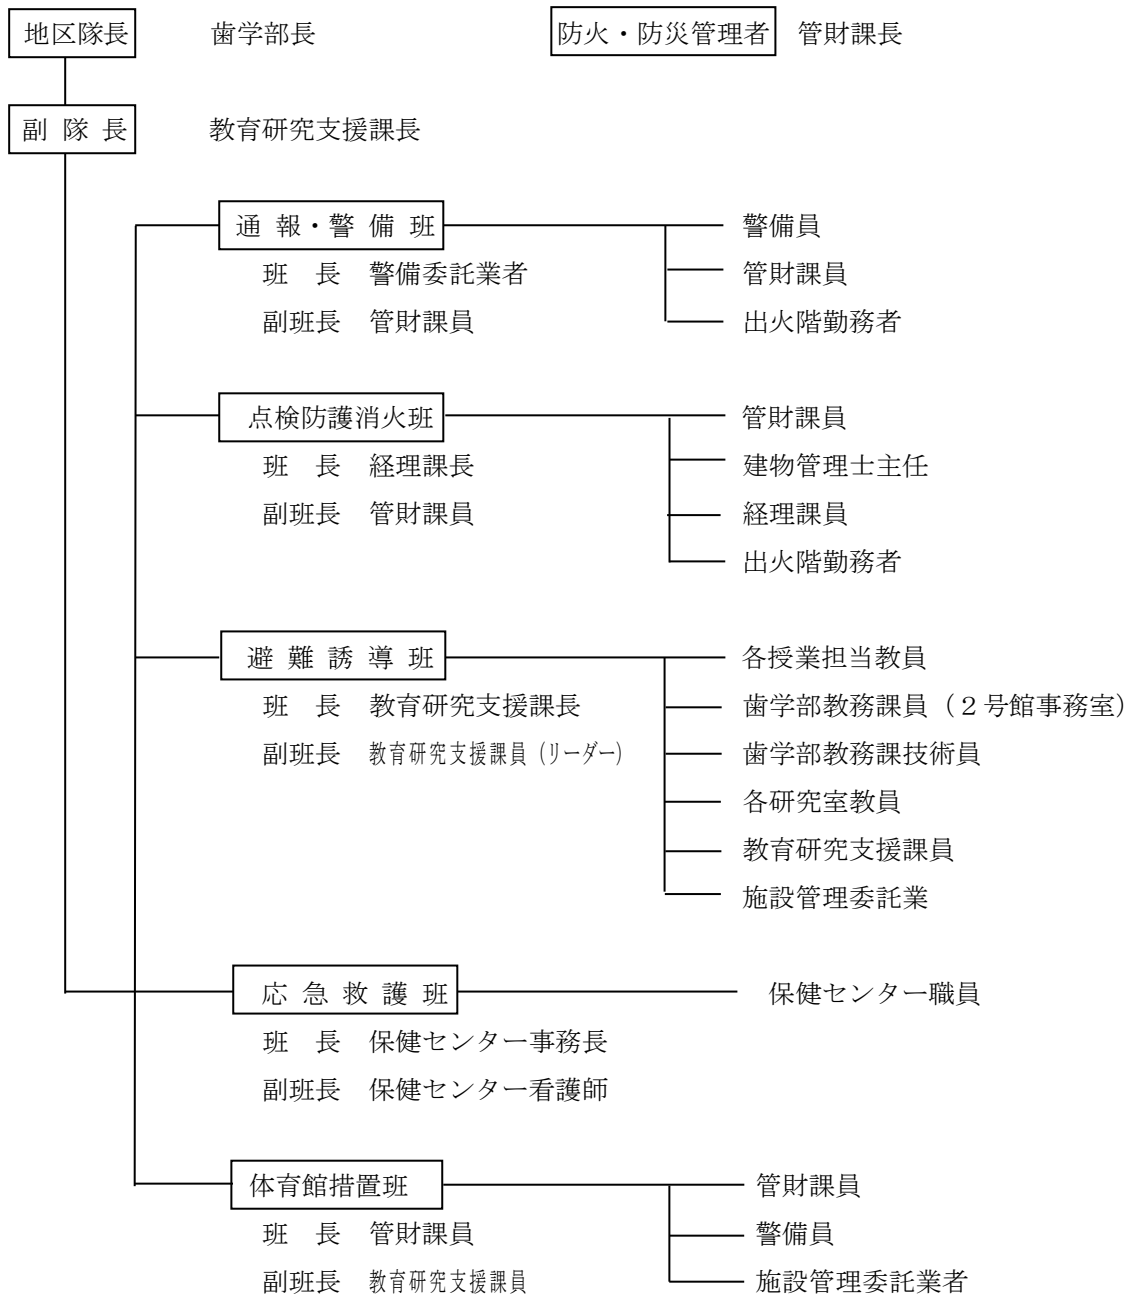 地区隊長 歯学部長 防火・防災管理者 管財課長
副 隊 長 教育研究支援課長
通 報・警 備 班 警備員
班 長 警備委託業者 管財課員
副班長 管財課員 出火階勤務者
点検防護消火班 管財課員
班 長 経理課長 建物管理士主任
副班長 管財課員 経理課員
出火階勤務者
避 難 誘 導 班 各授業担当教員
班 長 教育研究支援課長 歯学部教務課員（２号館事務室）
副班長 教育研究支援課員（リーダー） 歯学部教務課技術員
各研究室教員
教育研究支援課員
施設管理委託業
応 急 救 護 班 保健センター職員
班 長 保健センター事務長
副班長 保健センター看護師
体育館措置班 管財課員
班 長 管財課員 警備員
副班長 教育研究支援課員 施設管理委託業者